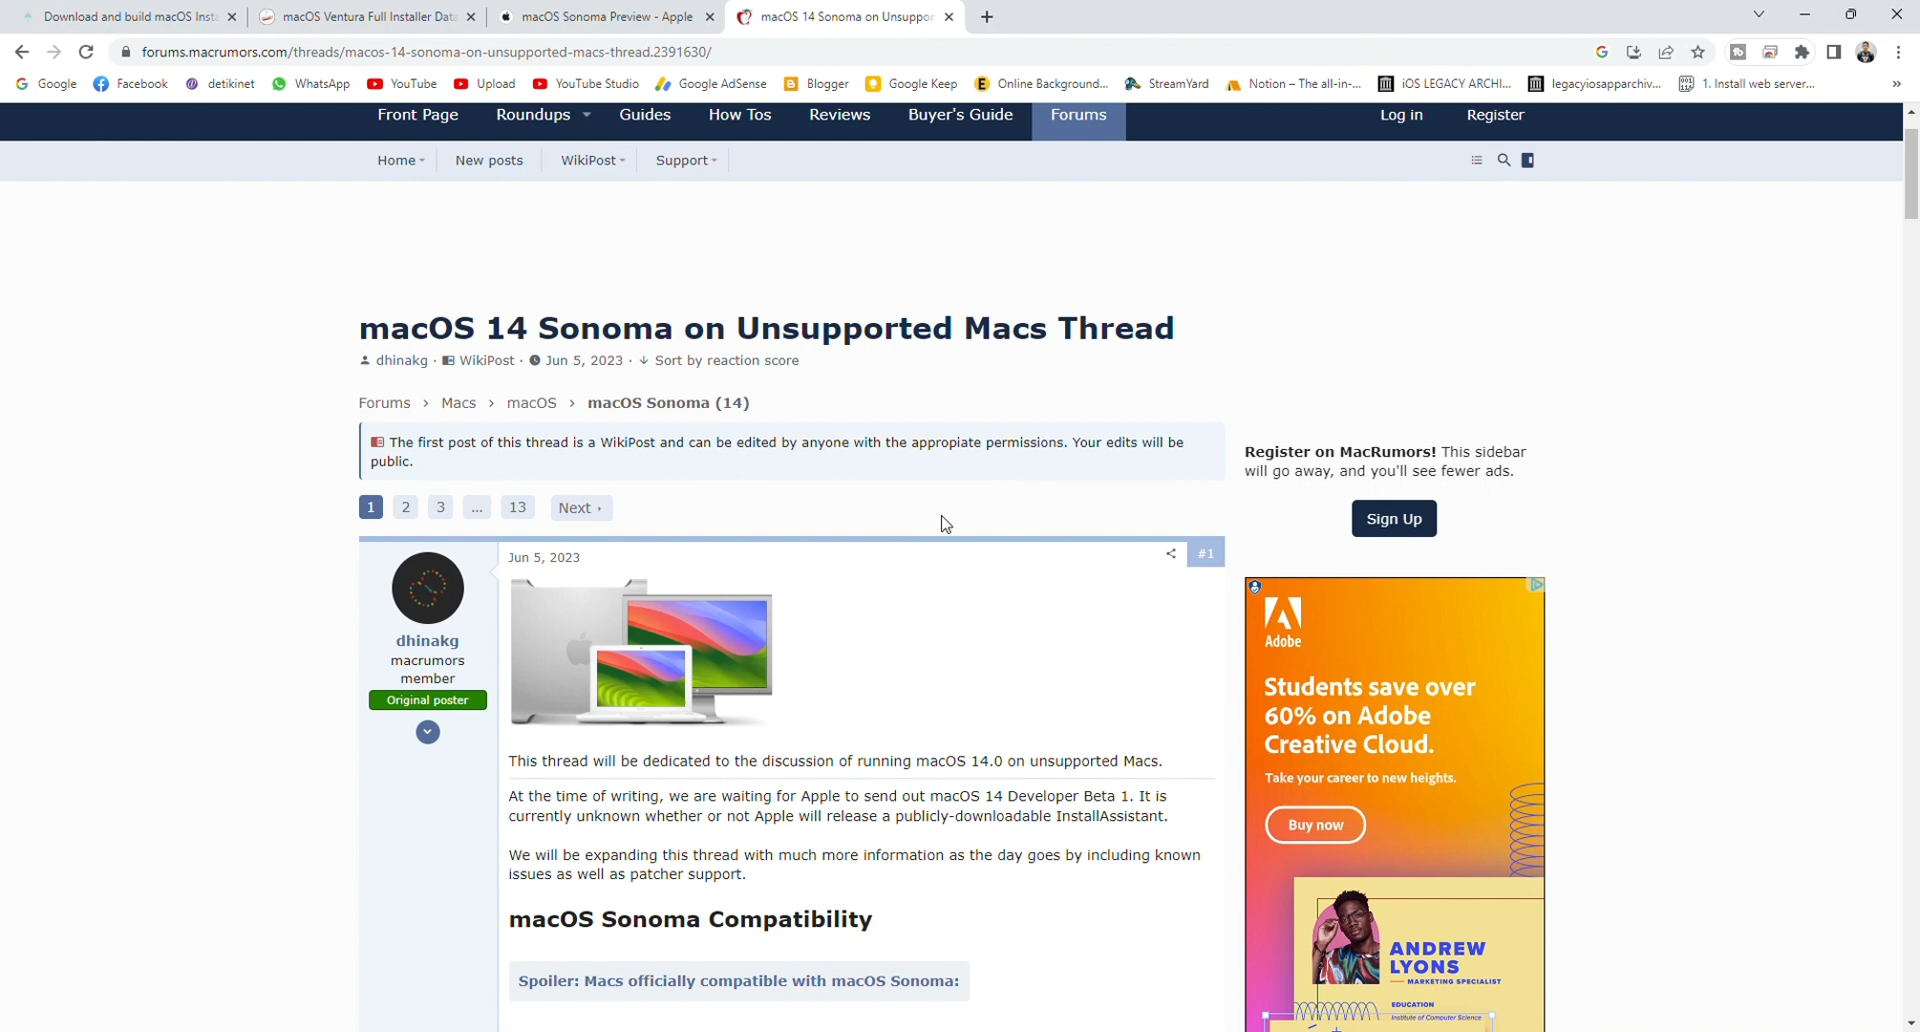 Download and build macOS Insta
macOS Ventura Full Installer Data
macOS Sonoma Preview - Apple
macOS 14 Sonoma on Unsuppor
forums.macrumors.com/threads/macos-14-sonoma-on-unsupported-macs-thread.2391630/
Google
Facebook
detikinet
WhatsApp
YouTube
Upload
YouTube Studio
Google AdSense
Blogger
Google Keep
Online Background...
StreamYard
Notion – The all-in-...
iOS LEGACY ARCHI...
legacyiosapparchiv...
1. Install web server...
Front Page
Roundups
Guides
How Tos
Reviews
Buyer's Guide
Forums
Log in
Register
Home
New posts
WikiPost
Support
macOS 14 Sonoma on Unsupported Macs Thread
dhinakg · WikiPost · Jun 5, 2023 · ↓ Sort by reaction score
Forums › Macs › macOS › macOS Sonoma (14)
The first post of this thread is a WikiPost and can be edited by anyone with the appropiate permissions. Your edits will be
public.
Register on MacRumors! This sidebar
will go away, and you'll see fewer ads.
Sign Up
1 2 3 ... 13 Next ›
Jun 5, 2023
#1
dhinakg
macrumors
member
Original poster
This thread will be dedicated to the discussion of running macOS 14.0 on unsupported Macs.
At the time of writing, we are waiting for Apple to send out macOS 14 Developer Beta 1. It is
currently unknown whether or not Apple will release a publicly-downloadable InstallAssistant.
We will be expanding this thread with much more information as the day goes by including known
issues as well as patcher support.
macOS Sonoma Compatibility
Spoiler: Macs officially compatible with macOS Sonoma:
Adobe
Students save over
60% on Adobe
Creative Cloud.
Take your career to new heights.
Buy now
ANDREW
LYONS
MARKETING SPECIALIST
EDUCATION
Institute of Computer Science